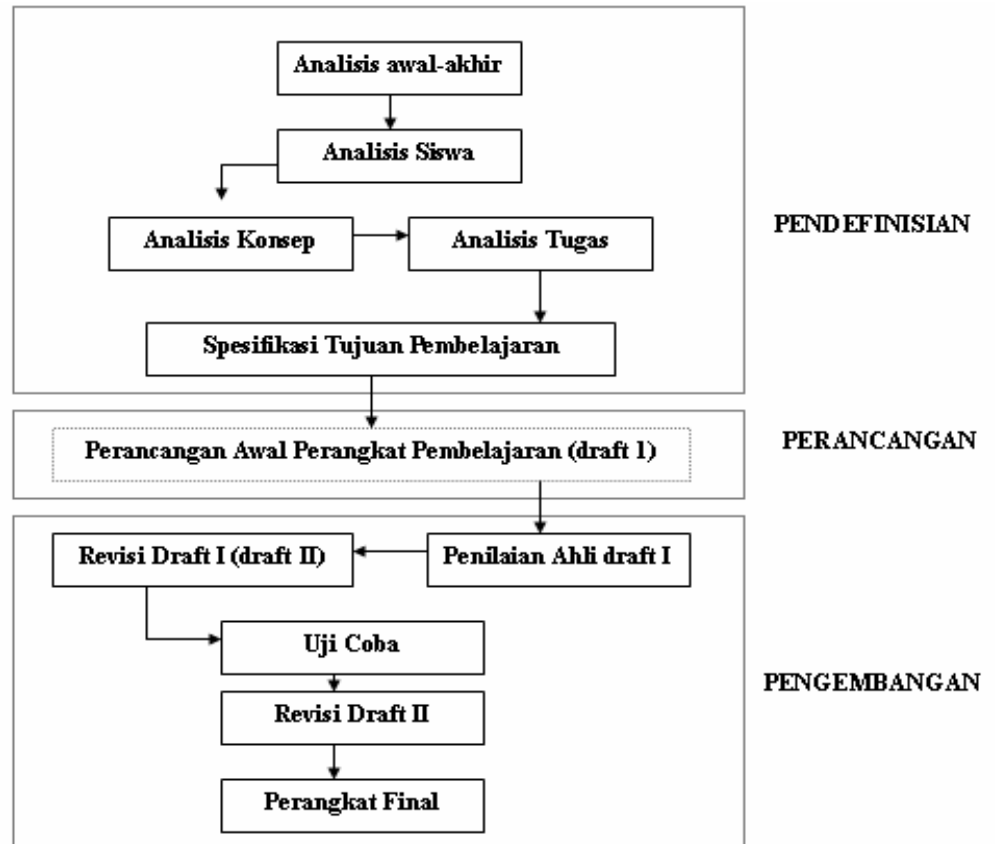 Analisis awal-akhir
Analisis Siswa
Analisis Konsep
Analisis Tugas
Spesifikasi Tujuan Pembelajaran
PENDEFINISIAN
Perancangan Awal Perangkat Pembelajaran (draft 1)
PERANCANGAN
Revisi Draft I (draft II)
Penilaian Ahli draft I
Uji Coba
Revisi Draft II
Perangkat Final
PENGEMBANGAN